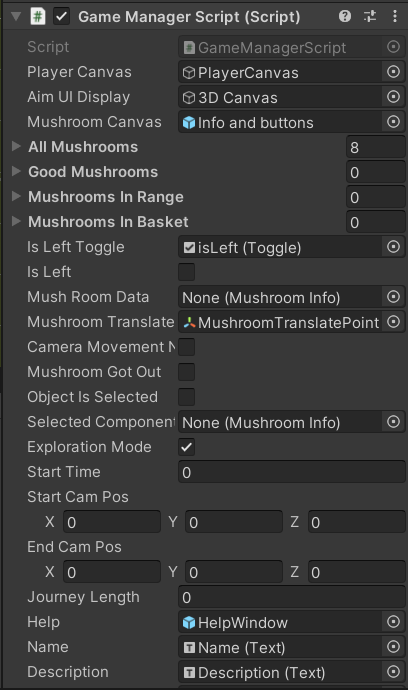 Game Manager Script (Script)
Script GameManagerScript
Player Canvas PlayerCanvas
Aim UI Display 3D Canvas
Mushroom Canvas Info and buttons
All Mushrooms 8
Good Mushrooms 0
Mushrooms In Range 0
Mushrooms In Basket 0
Is Left Toggle isLeft (Toggle)
Is Left
Mush Room Data None (Mushroom Info)
Mushroom Translate MushroomTranslatePoint
Camera Movement N
Mushroom Got Out
Object Is Selected
Selected Component None (Mushroom Info)
Exploration Mode
Start Time 0
Start Cam Pos
X 0 Y 0 Z 0
End Cam Pos
X 0 Y 0 Z 0
Journey Length 0
Help HelpWindow
Name Name (Text)
Description Description (Text)